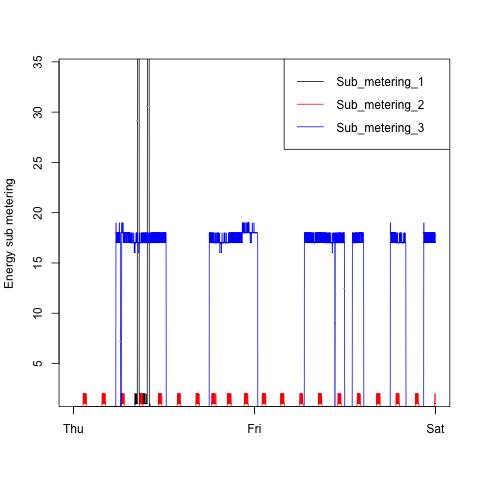 Energy sub metering
35
30
25
20
15
10
5
Sub_metering_1
Sub_metering_2
Sub_metering_3
Thu
Fri
Sat